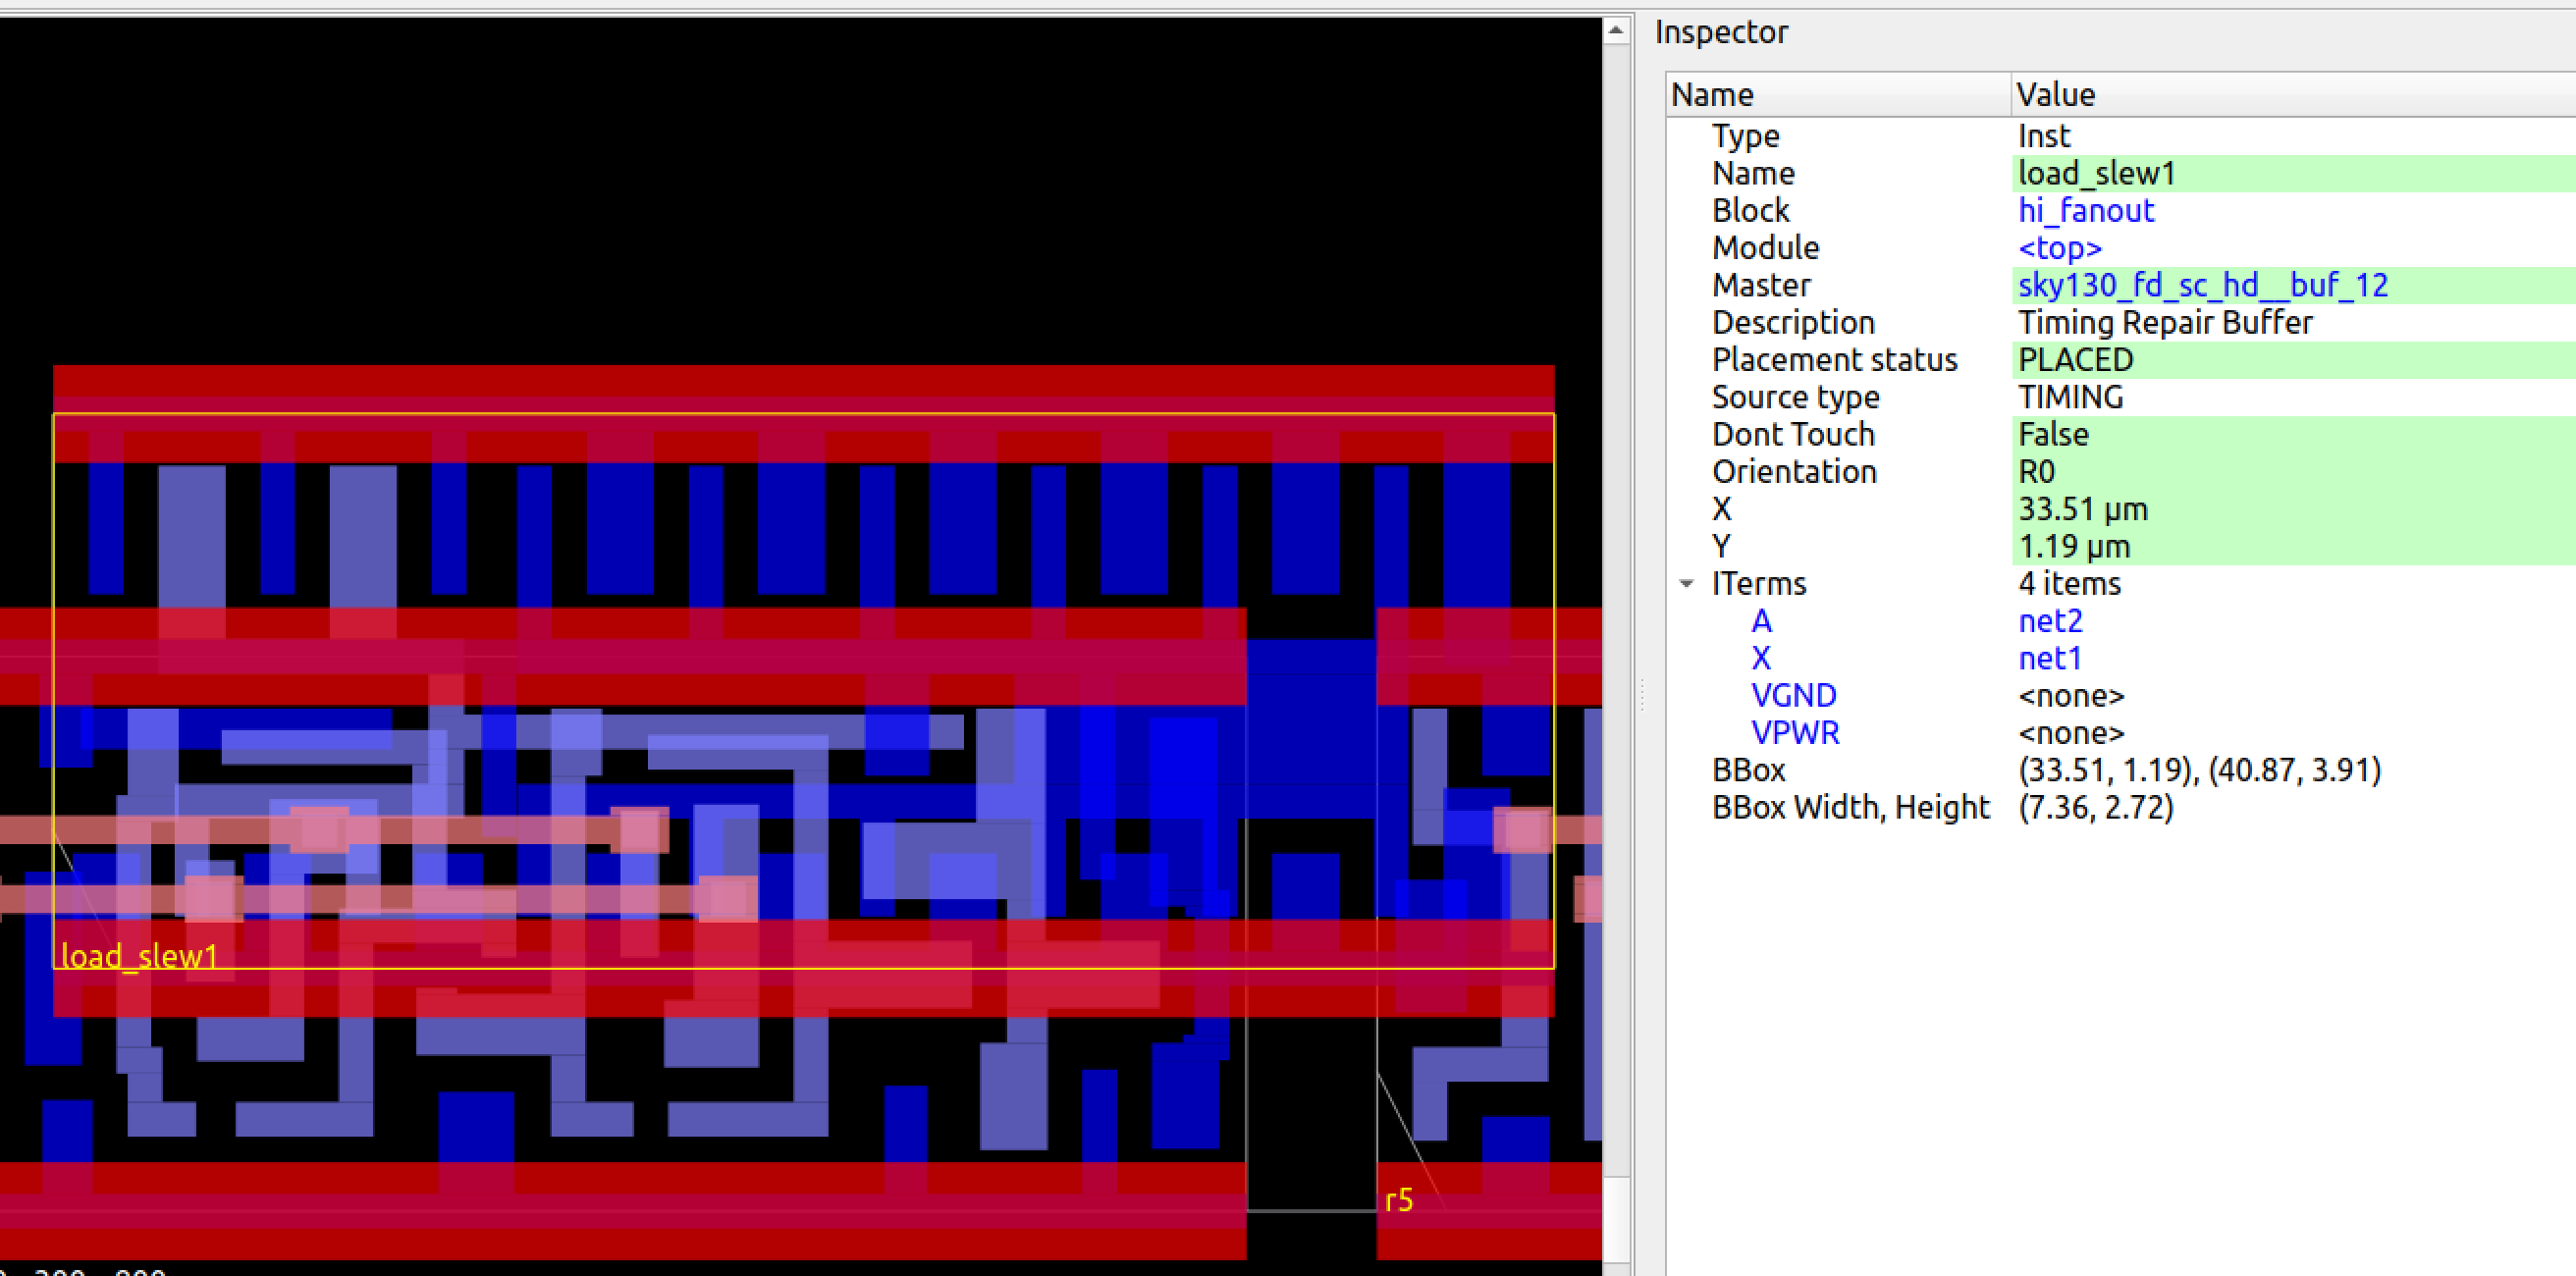 Inspector
Name Value
Type Inst
Name load_slew1
Block hi_fanout
Module <top>
Master sky130_fd_sc_hd__buf_12
Description Timing Repair Buffer
Placement status PLACED
Source type TIMING
Dont Touch False
Orientation R0
X 33.51 µm
Y 1.19 µm
ITerms 4 items
A net2
X net1
VGND <none>
VPWR <none>
BBox (33.51, 1.19), (40.87, 3.91)
BBox Width, Height (7.36, 2.72)
load_slew1
r5